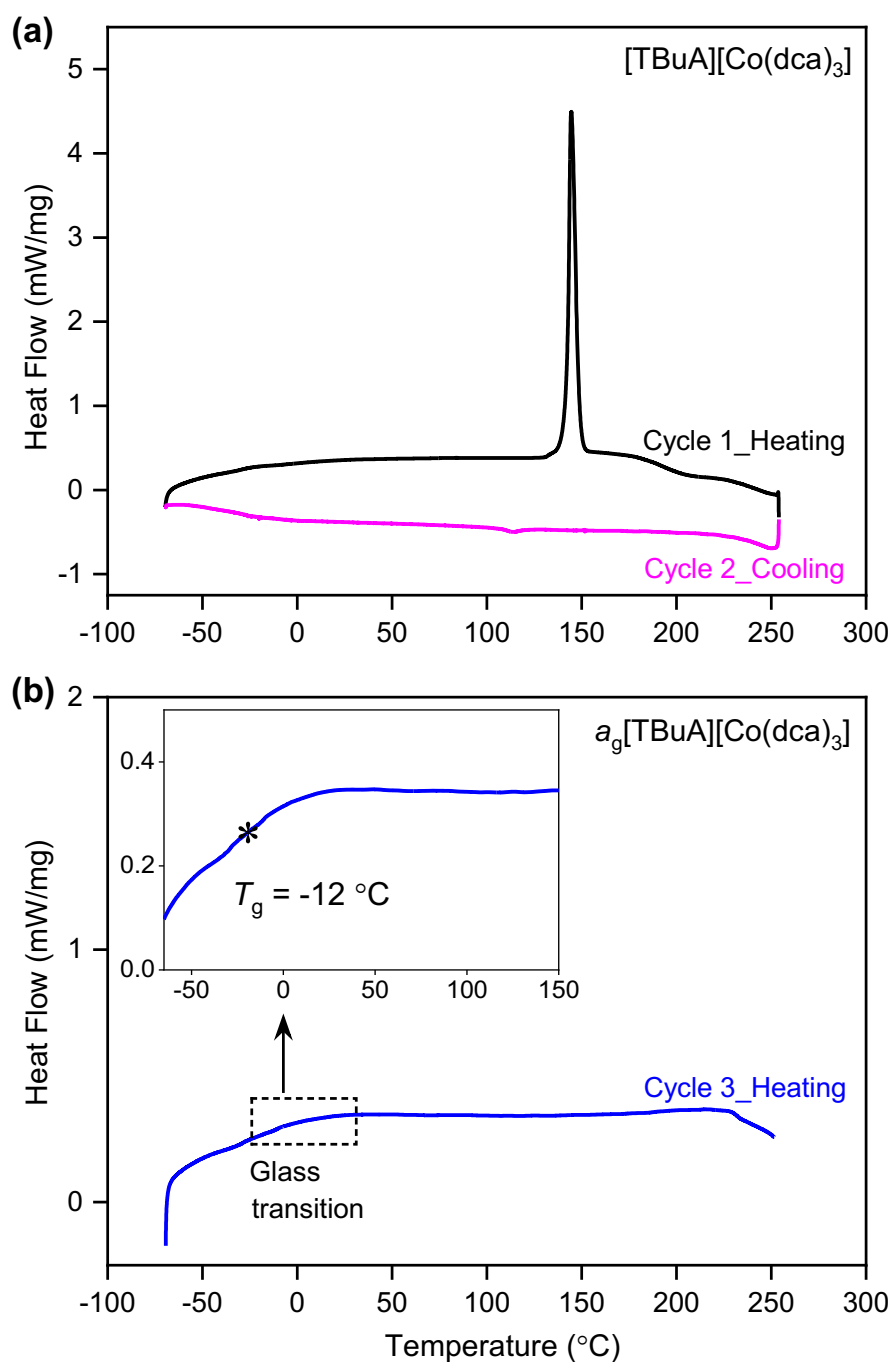 (a)
[TBuA][Co(dca)₃]
5
4
3
2
1
0
-1
Heat Flow (mW/mg)
Cycle 1_Heating
Cycle 2_Cooling
-100 -50 0 50 100 150 200 250 300
(b)
a_g[TBuA][Co(dca)₃]
2
1
0
Heat Flow (mW/mg)
0.4
0.2
0.0
T_g = -12 °C
*
-50 0 50 100 150
Cycle 3_Heating
Glass
transition
-100 -50 0 50 100 150 200 250 300
Temperature (°C)